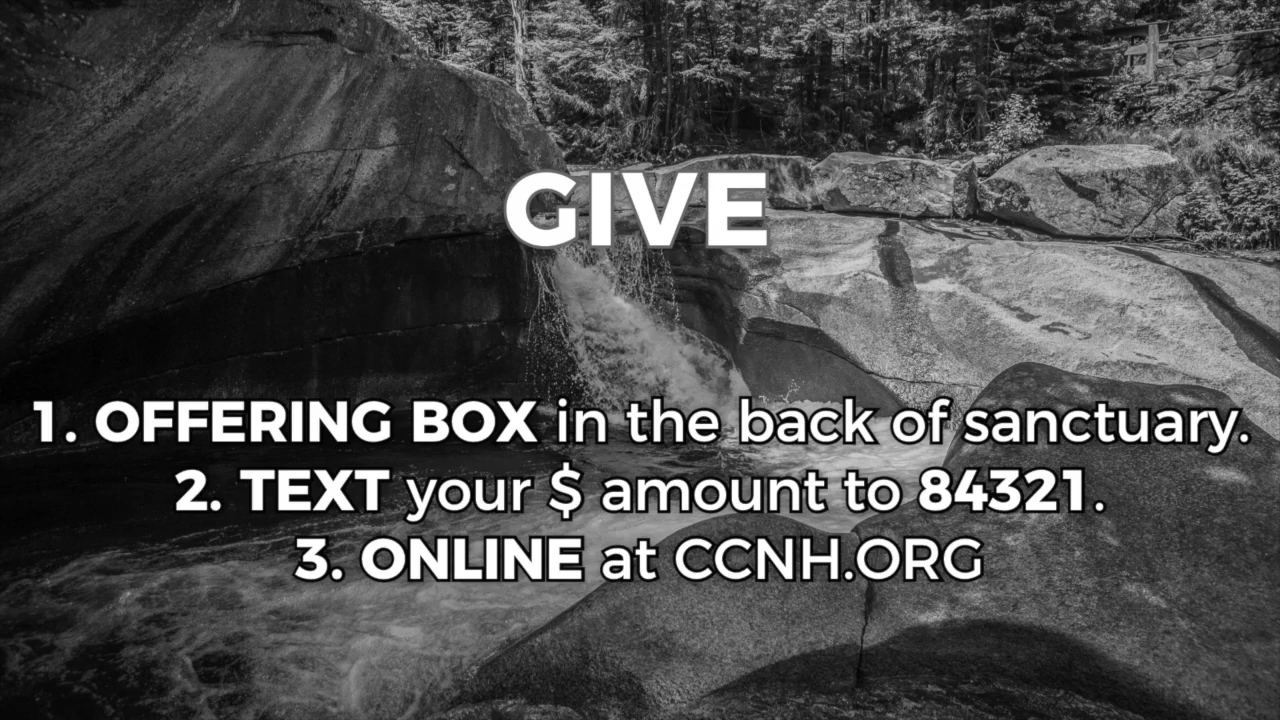 GIVE
1. OFFERING BOX in the back of sanctuary.
2. TEXT your $ amount to 84321.
3. ONLINE at CCNH.ORG